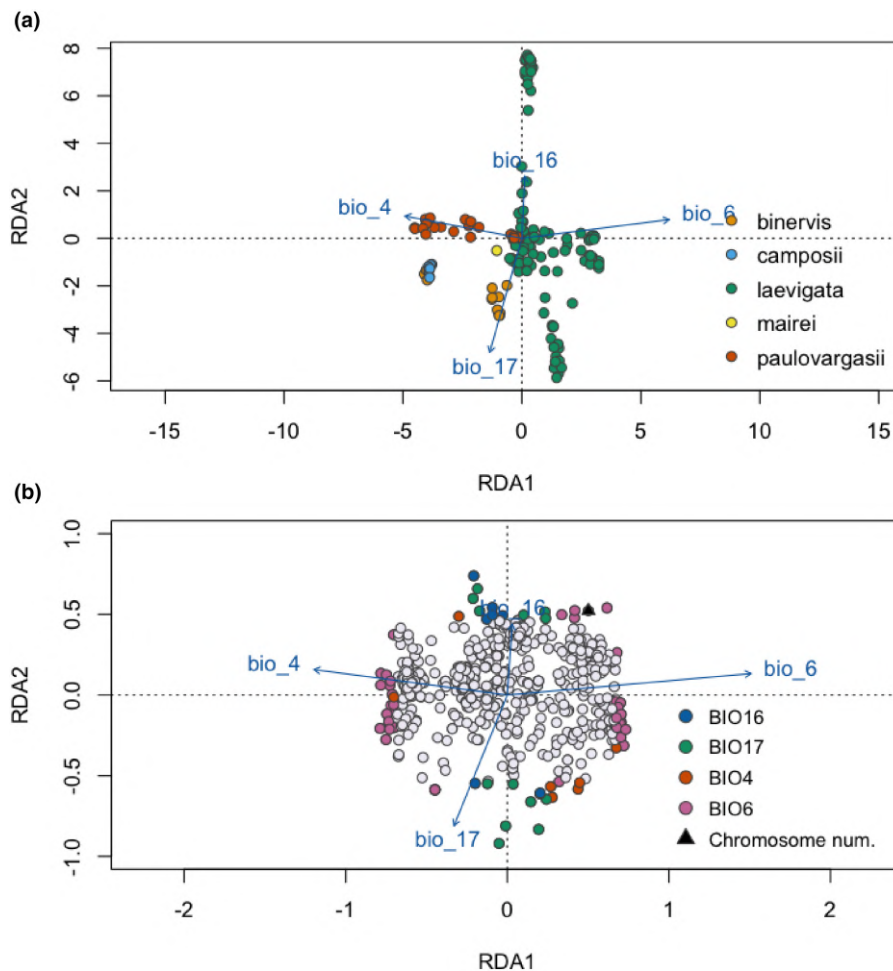 (a)
8
6
4
2
0
-2
-4
-6
RDA2
bio_16
bio_4
bio_6
bio_17
binervis
camposii
laevigata
mairei
paulovargasii
-15
-10
-5
0
5
10
15
RDA1
(b)
1.0
0.5
0.0
-0.5
-1.0
RDA2
bio_16
bio_4
bio_6
bio_17
BIO16
BIO17
BIO4
BIO6
Chromosome num.
-2
-1
0
1
2
RDA1